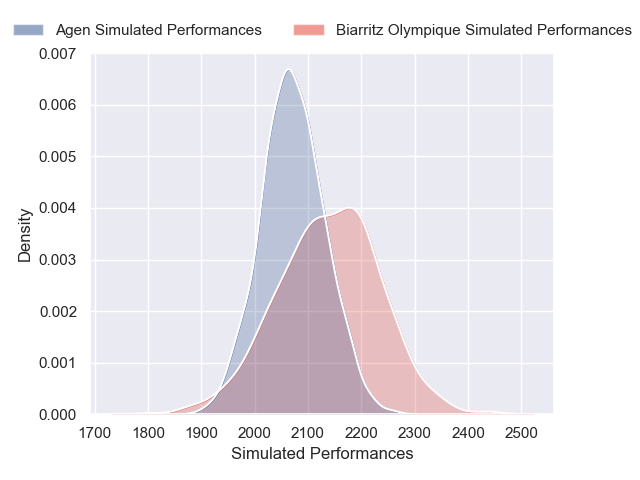 Agen Simulated Performances
Biarritz Olympique Simulated Performances
0.007
0.006
0.005
0.004
0.003
0.002
0.001
0.000
Density
1700 1800 1900 2000 2100 2200 2300 2400 2500
Simulated Performances